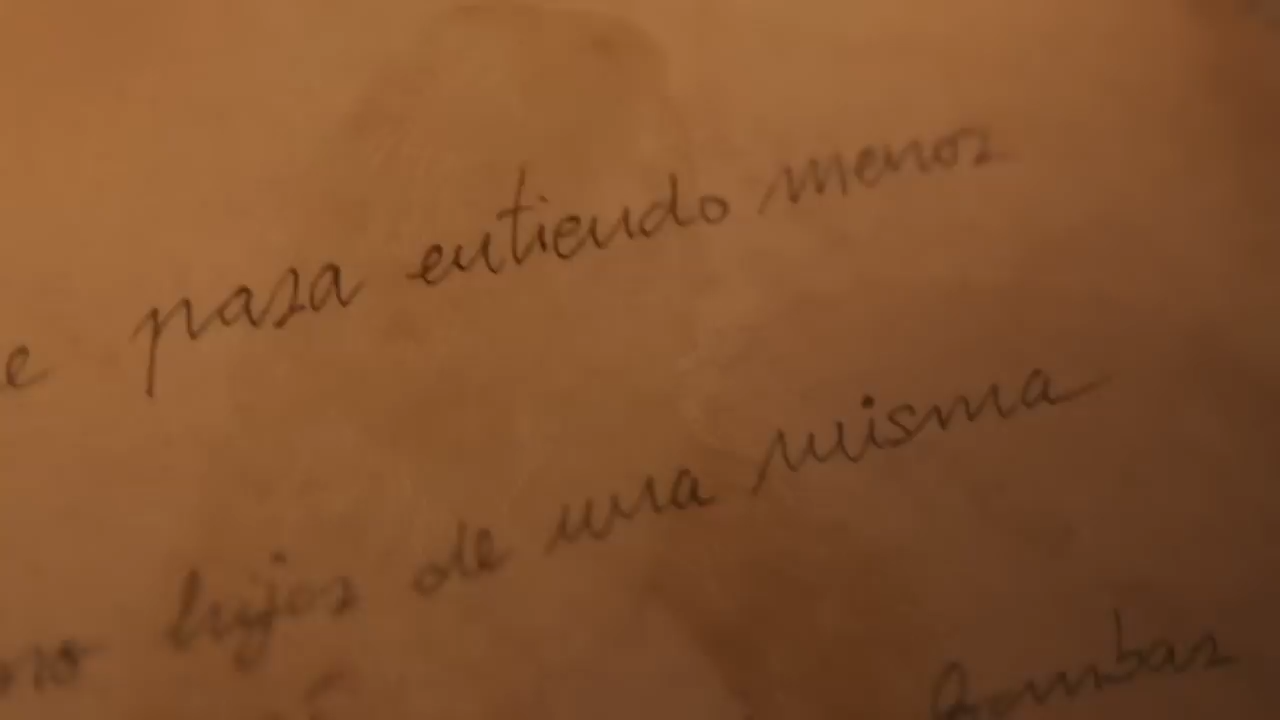 e pasa entiendo menos
hijos de una misma
bombas